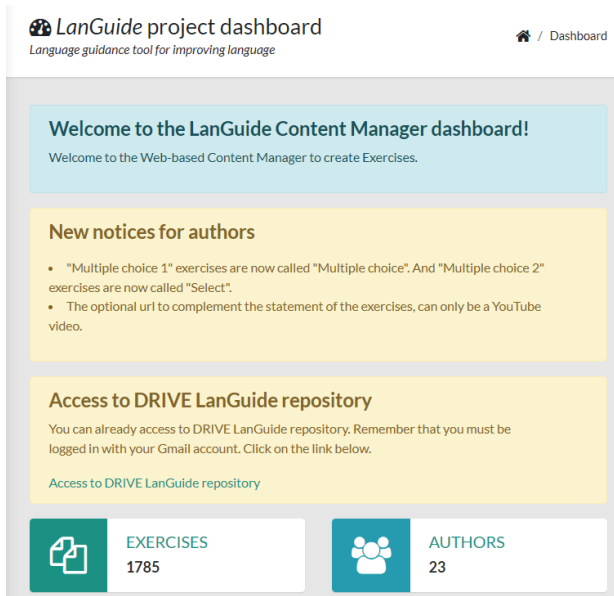 LanGuide project dashboard
Language guidance tool for improving language
/ Dashboard
Welcome to the LanGuide Content Manager dashboard!
Welcome to the Web-based Content Manager to create Exercises.
New notices for authors
• "Multiple choice 1" exercises are now called "Multiple choice". And "Multiple choice 2"
exercises are now called "Select".
• The optional url to complement the statement of the exercises, can only be a YouTube
video.
Access to DRIVE LanGuide repository
You can already access to DRIVE LanGuide repository. Remember that you must be
logged in with your Gmail account. Click on the link below.
Access to DRIVE LanGuide repository
EXERCISES
1785
AUTHORS
23